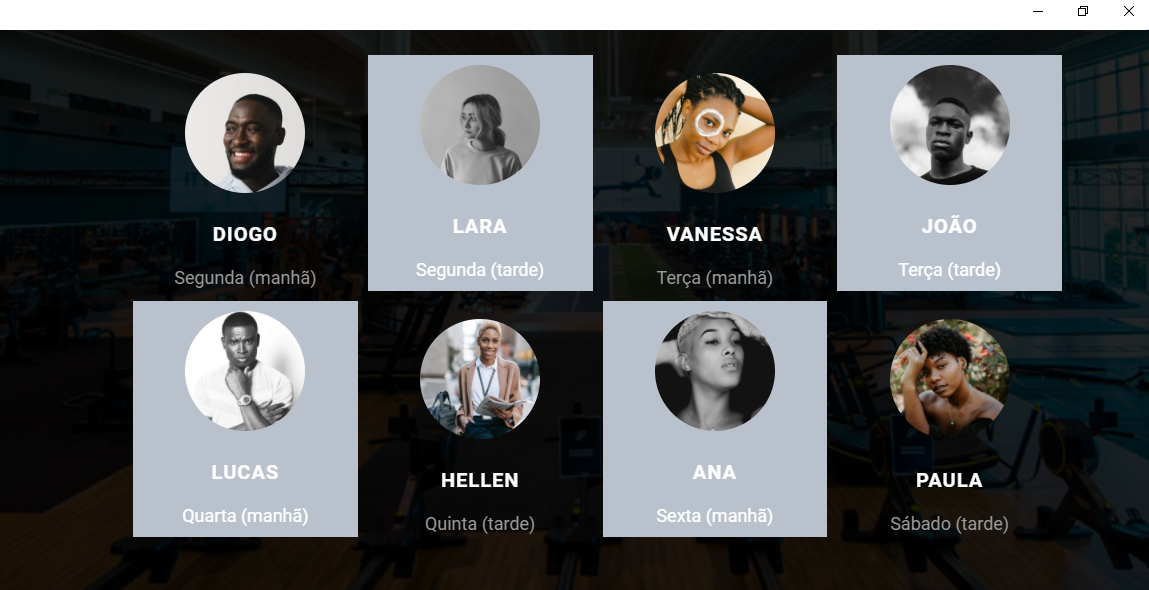 DIOGO
Segunda (manhã)
LARA
Segunda (tarde)
VANESSA
Terça (manhã)
JOÃO
Terça (tarde)
LUCAS
Quarta (manhã)
HELLEN
Quinta (tarde)
ANA
Sexta (manhã)
PAULA
Sábado (tarde)